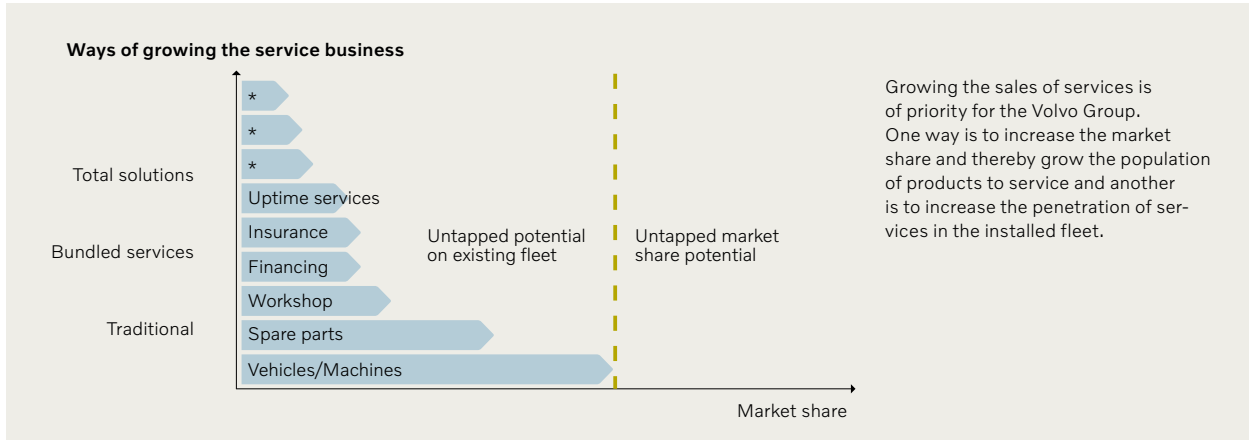 Ways of growing the service business
*
*
*
Total solutions
Uptime services
Insurance
Bundled services
Financing
Workshop
Traditional
Spare parts
Vehicles/Machines
Untapped potential
on existing fleet
Untapped market
share potential
Market share
Growing the sales of services is
of priority for the Volvo Group.
One way is to increase the market
share and thereby grow the population
of products to service and another
is to increase the penetration of ser-
vices in the installed fleet.